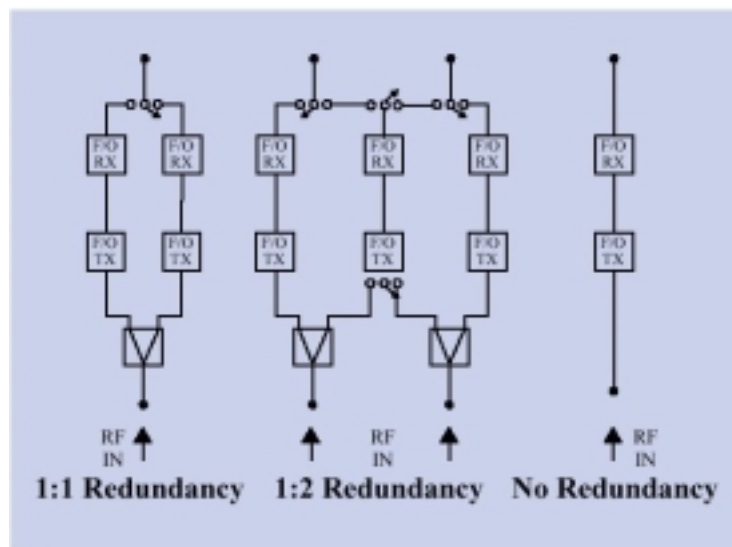 F/O RX
F/O RX
F/O RX
F/O RX
F/O RX
F/O RX
F/O TX
F/O TX
F/O TX
F/O TX
F/O TX
F/O TX
RF IN
RF IN
RF IN
1:1 Redundancy
1:2 Redundancy
No Redundancy